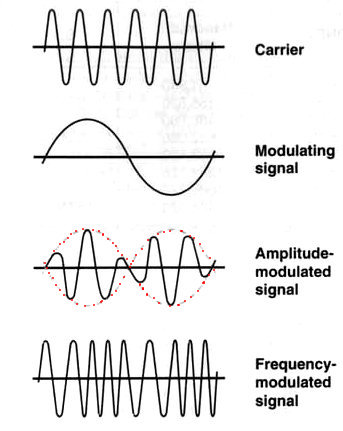 Carrier
Modulating
signal
Amplitude-
modulated
signal
Frequency-
modulated
signal